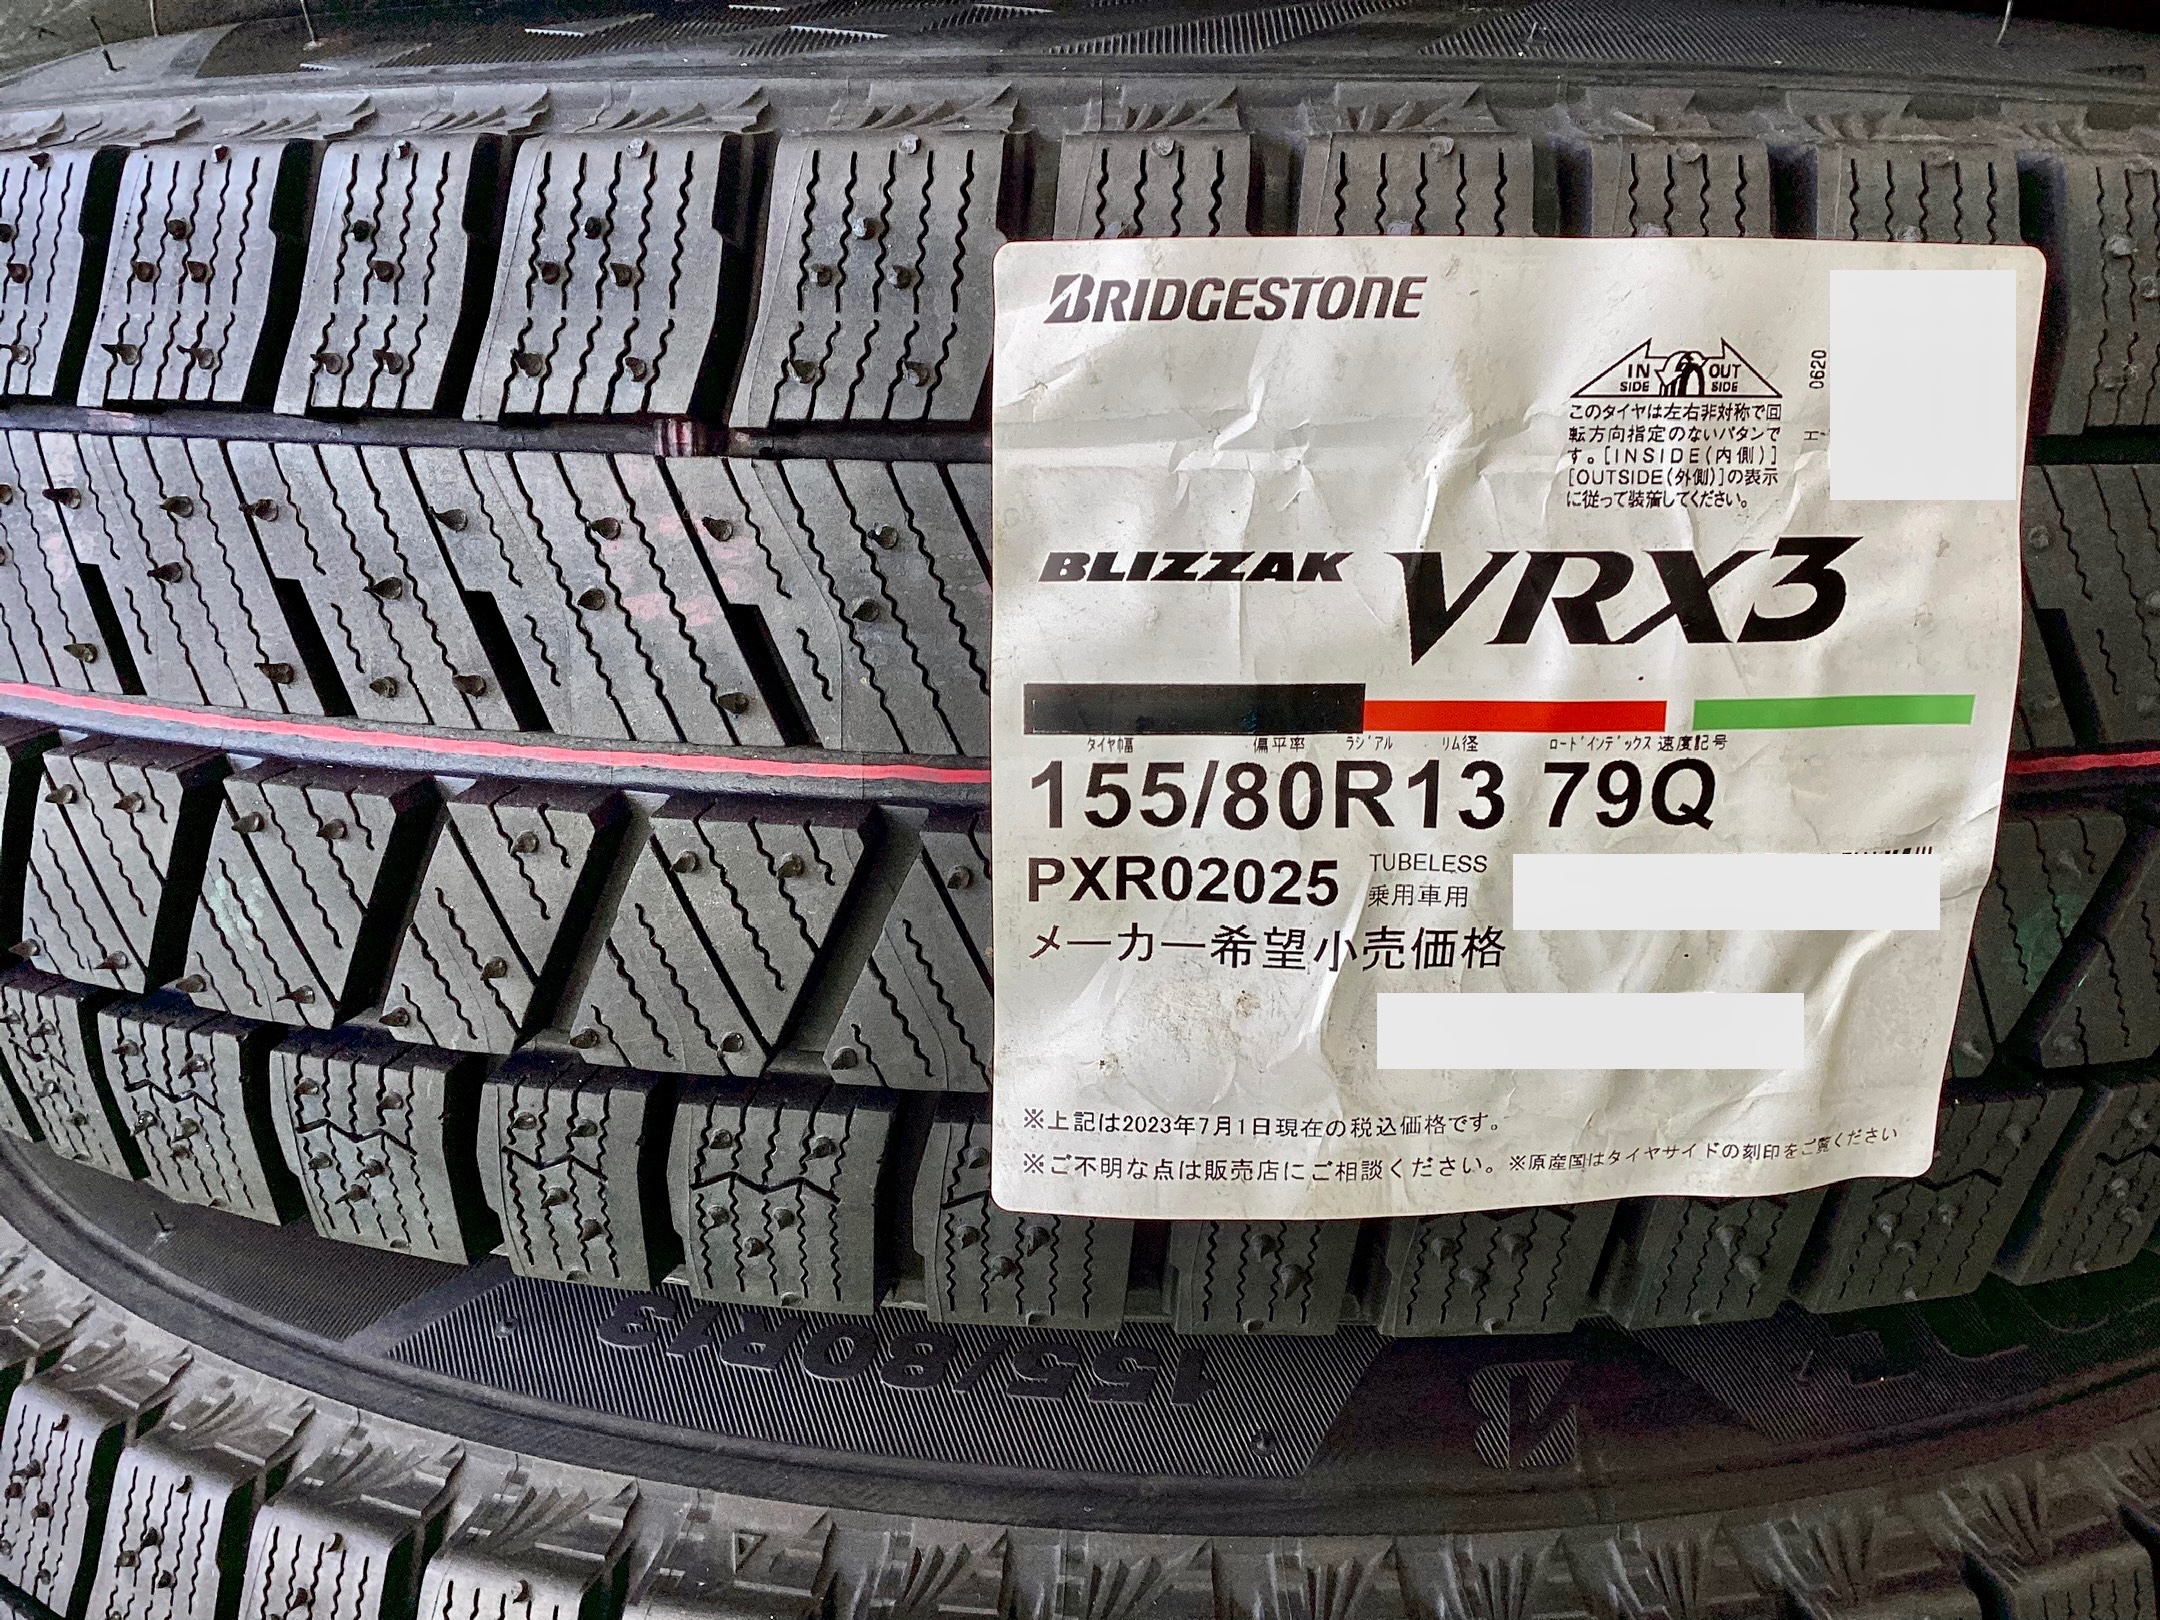 BRIDGESTONE
IN SIDE OUT SIDE
0620
このタイヤは左右非対称で回
転方向指定のないパタンで
す。[INSIDE(内側)]
[OUTSIDE(外側)]の表示
に従って装着してください。
BLIZZAK VRX3
タイヤ幅 偏平率 ラジアル リム径 ロードインデックス 速度記号
155/80R13 79Q
PXR02025 TUBELESS
乗用車用
メーカー希望小売価格
※上記は2023年7月1日現在の税込価格です。
※ご不明な点は販売店にご相談ください。※原産国はタイヤサイドの刻印をご覧ください
155/80R13